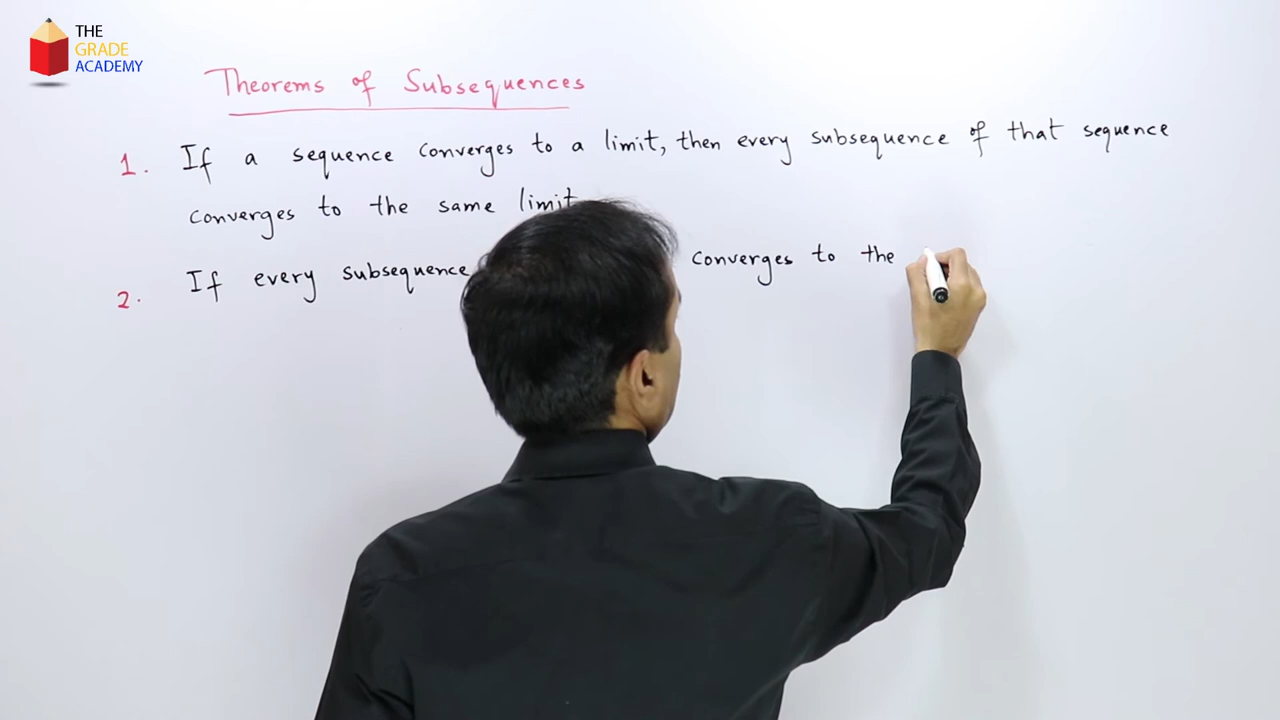 THE
GRADE
ACADEMY
Theorems of Subsequences
1. If a sequence converges to a limit, then every subsequence of that sequence
converges to the same limit
2. If every subsequence converges to the